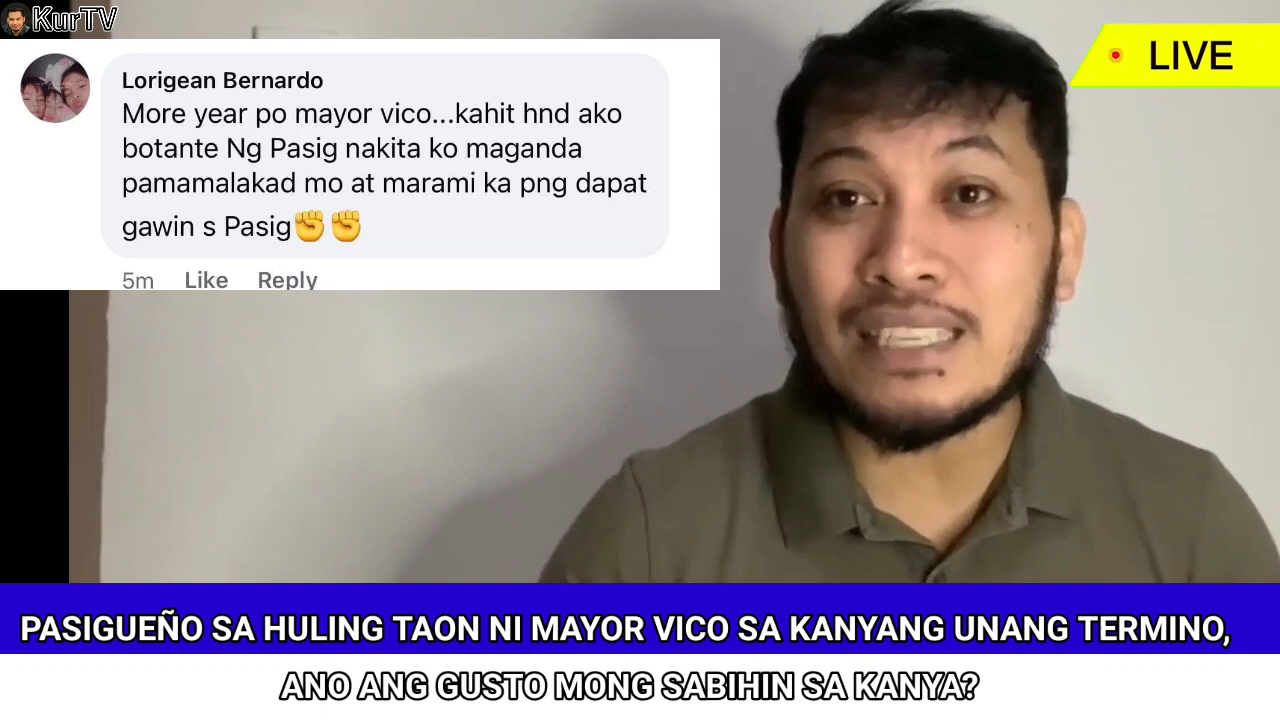 KurTV
LIVE
Lorigean Bernardo
More year po mayor vico...kahit hnd ako
botante Ng Pasig nakita ko maganda
pamamalakad mo at marami ka png dapat
gawin s Pasig✊✊
5m Like Reply
PASIGUEÑO SA HULING TAON NI MAYOR VICO SA KANYANG UNANG TERMINO,
ANO ANG GUSTO MONG SABIHIN SA KANYA?